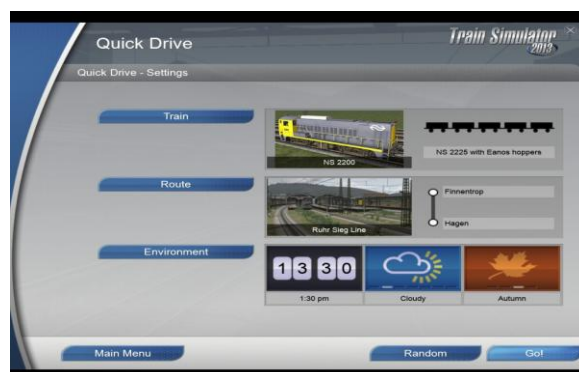 Quick Drive
Train Simulator
2013
Quick Drive - Settings
Train
NS 2200
NS 2225 with Eanos hoppers
Route
Ruhr Sieg Line
Finnentrop
Hagen
Environment
1 3 3 0
1:30 pm
Cloudy
Autumn
Main Menu
Random
Go!